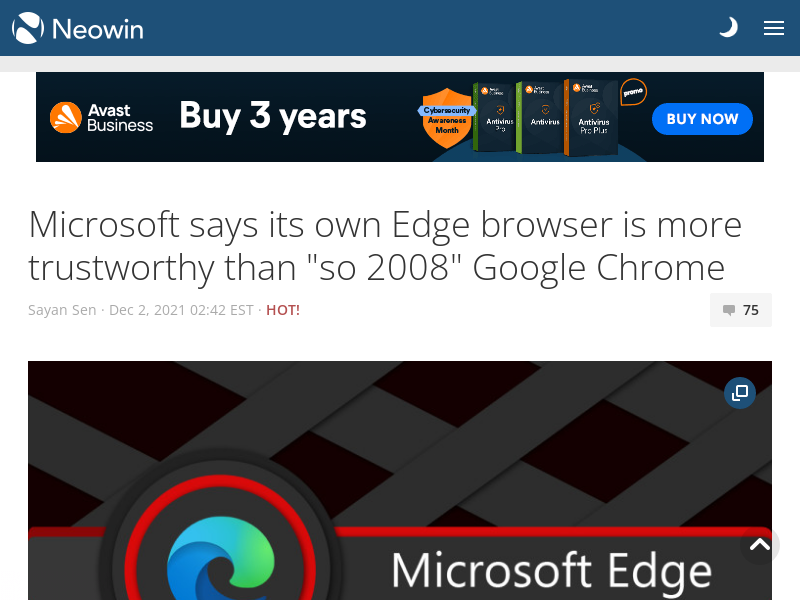 Neowin
Avast
Business
Buy 3 years
Cybersecurity
Awareness
Month
Antivirus
Pro
Antivirus
Antivirus
Pro Plus
promo
BUY NOW
Microsoft says its own Edge browser is more
trustworthy than "so 2008" Google Chrome
Sayan Sen · Dec 2, 2021 02:42 EST · HOT!
75
Microsoft Edge